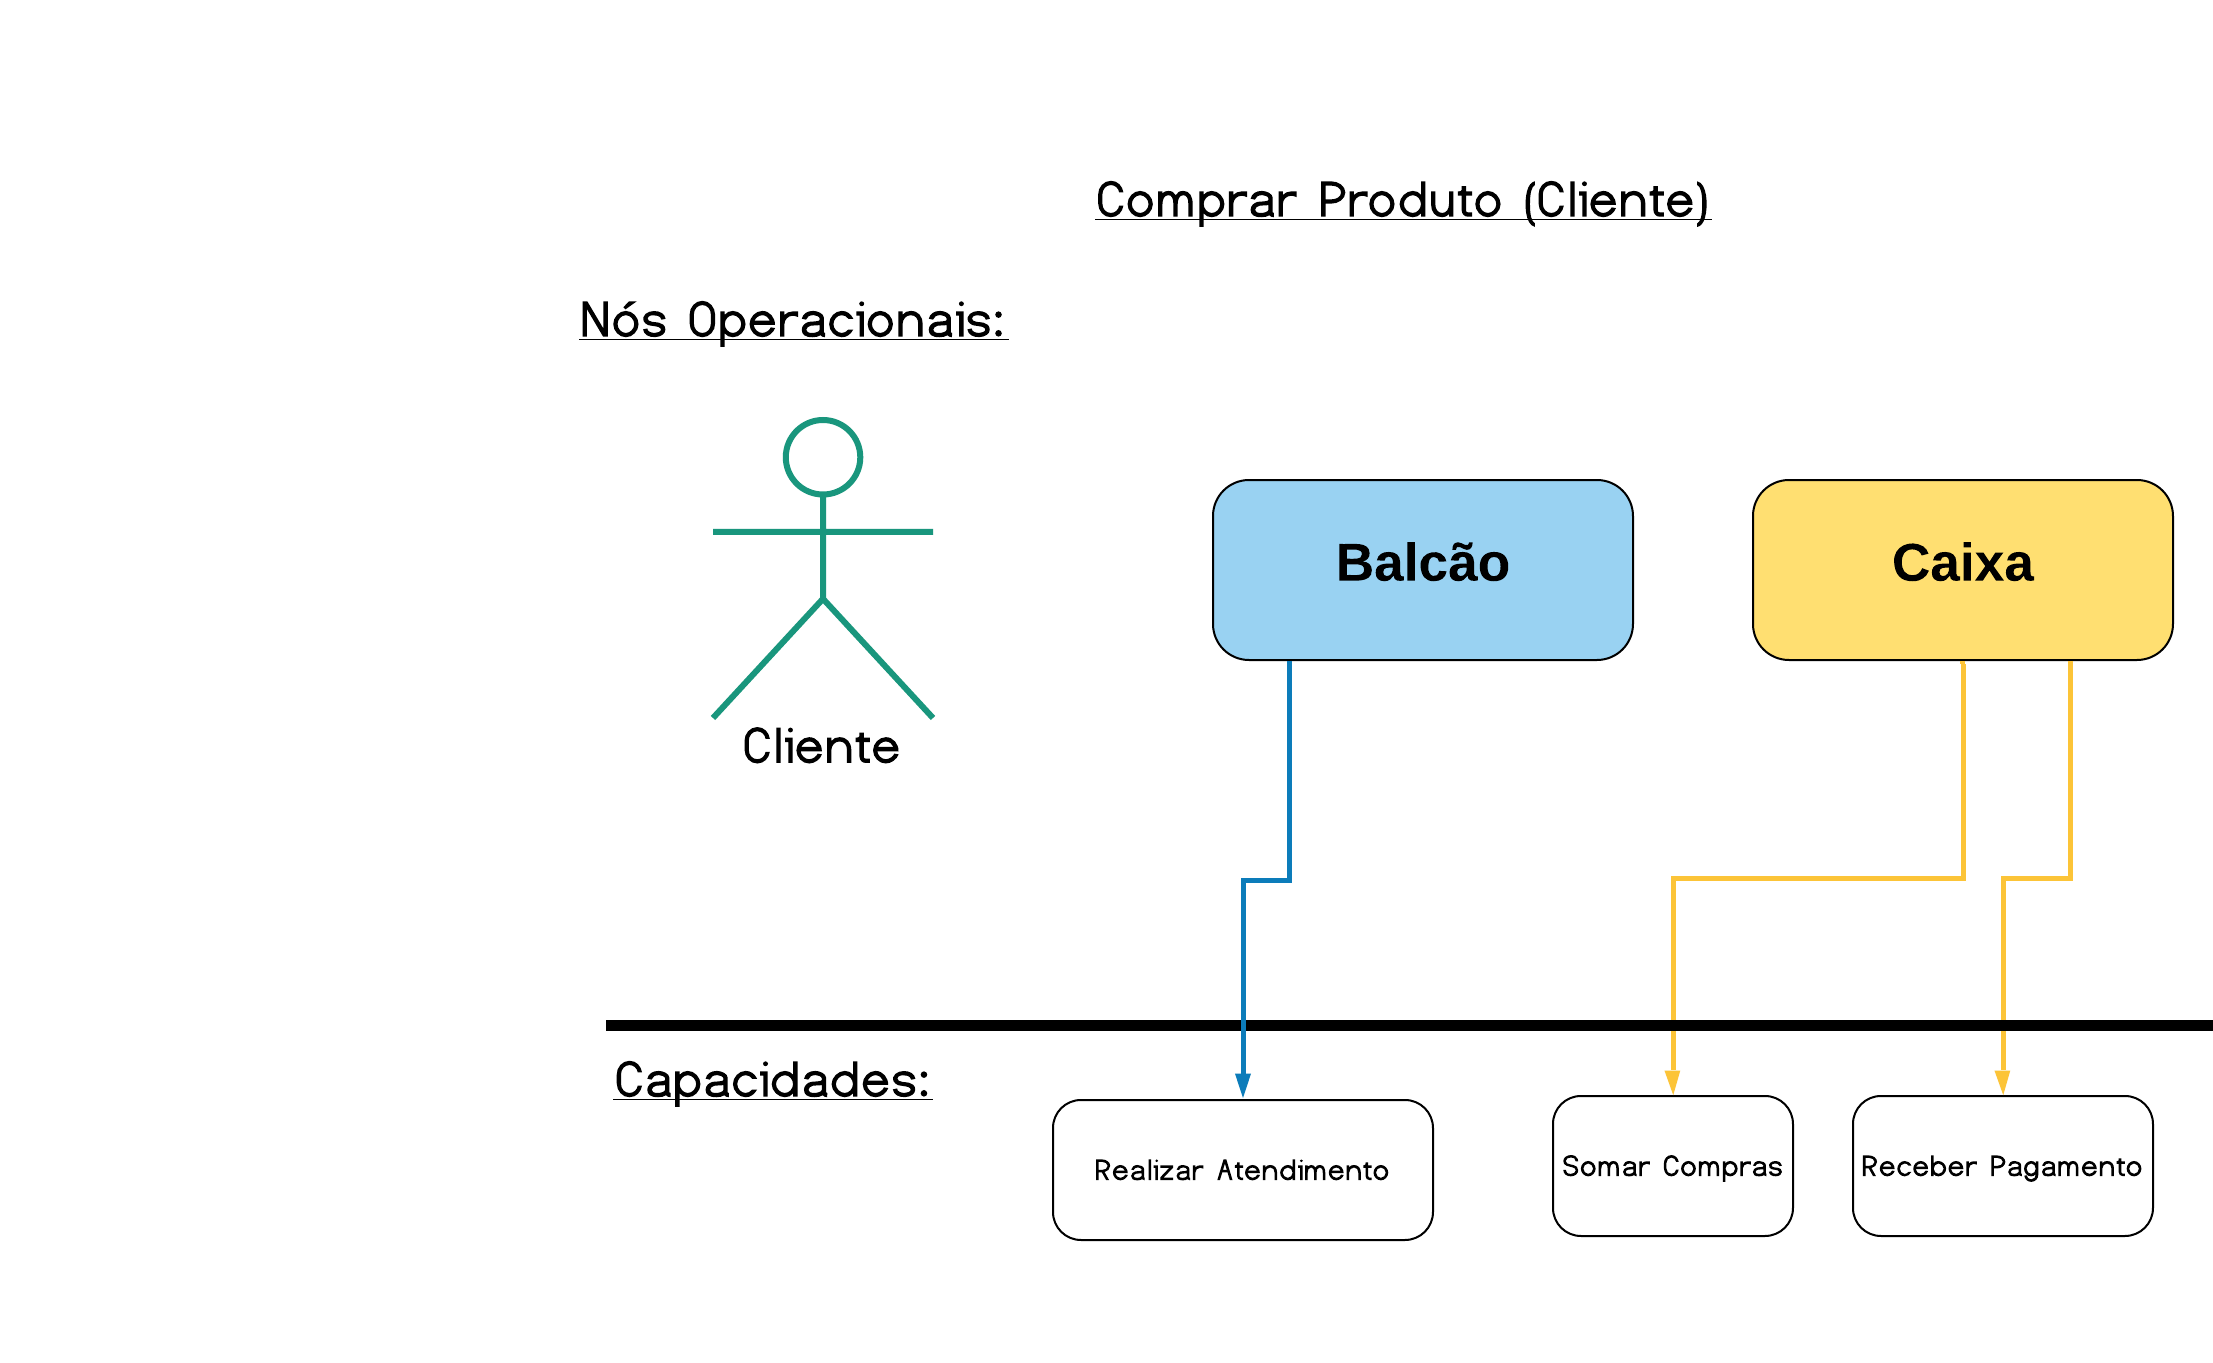 Comprar Produto (Cliente)
Nós Operacionais:
Balcão
Caixa
Cliente
Capacidades:
Realizar Atendimento
Somar Compras
Receber Pagamento